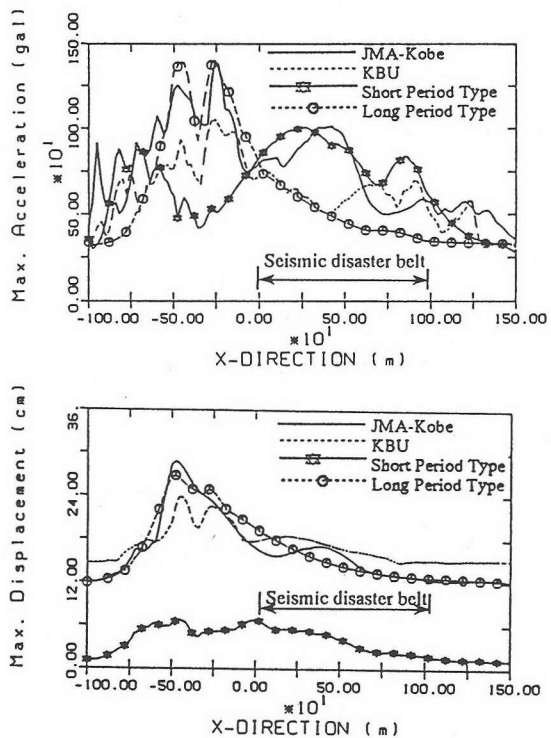 Max. Acceleration (gal)
*10¹
150.00
100.00
50.00
0.00
JMA-Kobe
KBU
Short Period Type
Long Period Type
Seismic disaster belt
-100.00 -50.00 0.00 50.00 100.00 150.00
*10¹
X-DIRECTION (m)
Max. Displacement (cm)
36.
24.00
12.00
0.00
JMA-Kobe
KBU
Short Period Type
Long Period Type
Seismic disaster belt
-100.00 -50.00 0.00 50.00 100.00 150.00
*10¹
X-DIRECTION (m)